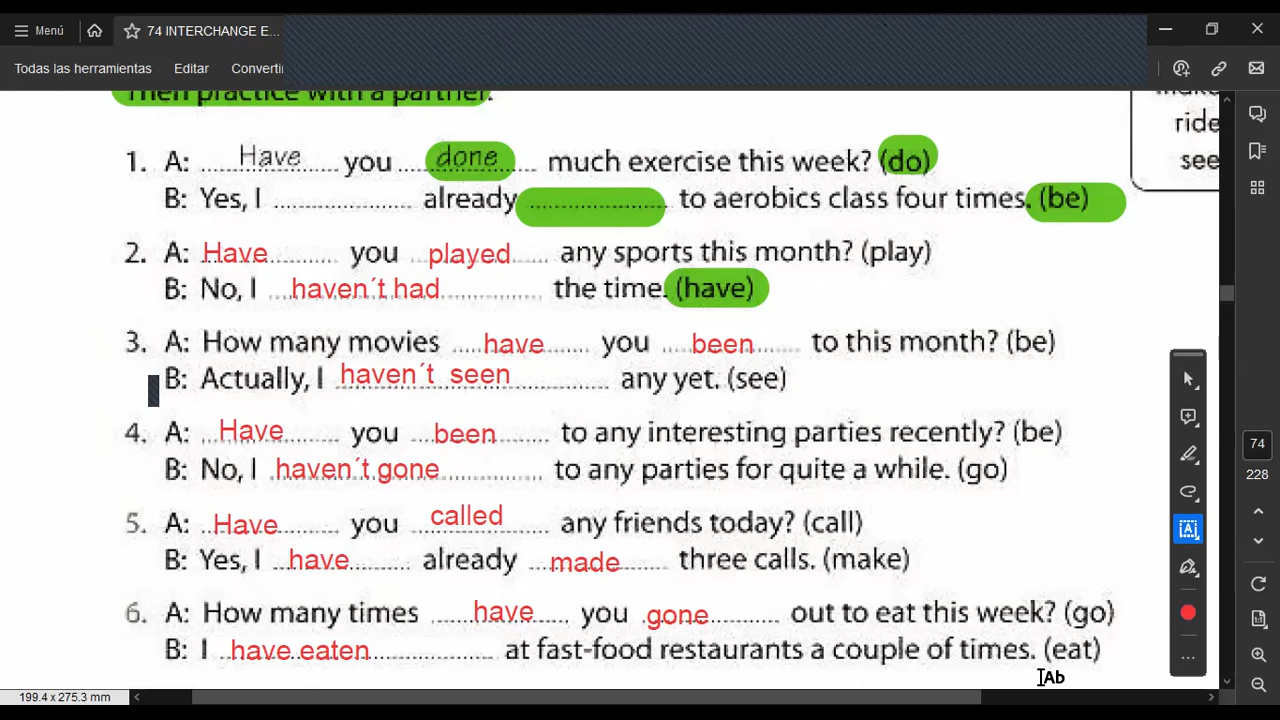 Menú
74 INTERCHANGE E...
Todas las herramientas Editar Converti
Then practice with a partner.
ride
see
1. A: Have you done much exercise this week? (do)
B: Yes, I .................... already .................... to aerobics class four times. (be)
2. A: Have you played any sports this month? (play)
B: No, I haven´t had the time. (have)
3. A: How many movies have you been to this month? (be)
B: Actually, I haven´t seen any yet. (see)
4. A: Have you been to any interesting parties recently? (be)
B: No, I haven´t gone to any parties for quite a while. (go)
5. A: Have you called any friends today? (call)
B: Yes, I have already made three calls. (make)
6. A: How many times have you gone out to eat this week? (go)
B: I have eaten at fast-food restaurants a couple of times. (eat)
Ab
74
228
199.4 x 275.3 mm